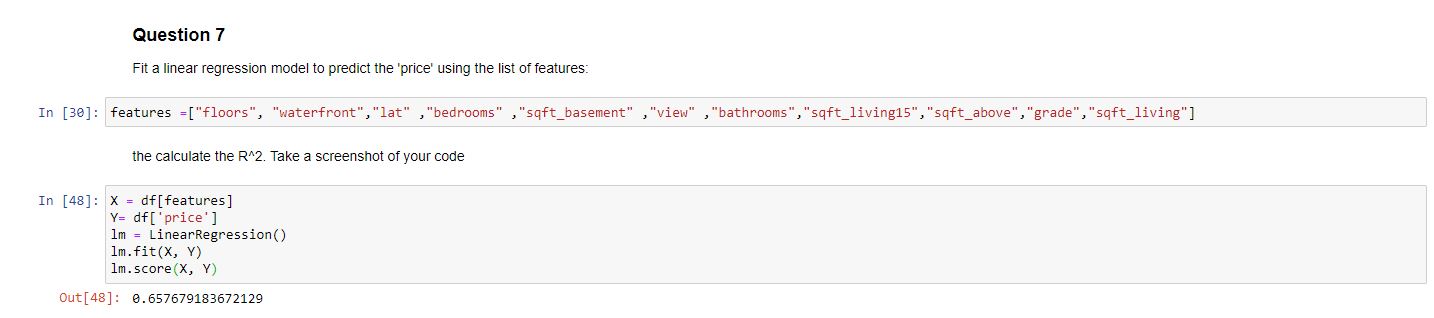 Question 7
Fit a linear regression model to predict the 'price' using the list of features:
In [30]: features =["floors", "waterfront","lat" ,"bedrooms" ,"sqft_basement" ,"view" ,"bathrooms","sqft_living15","sqft_above","grade","sqft_living"]
the calculate the R^2. Take a screenshot of your code
In [48]: X = df[features]
Y= df['price']
lm = LinearRegression()
lm.fit(X, Y)
lm.score(X, Y)
Out[48]: 0.657679183672129